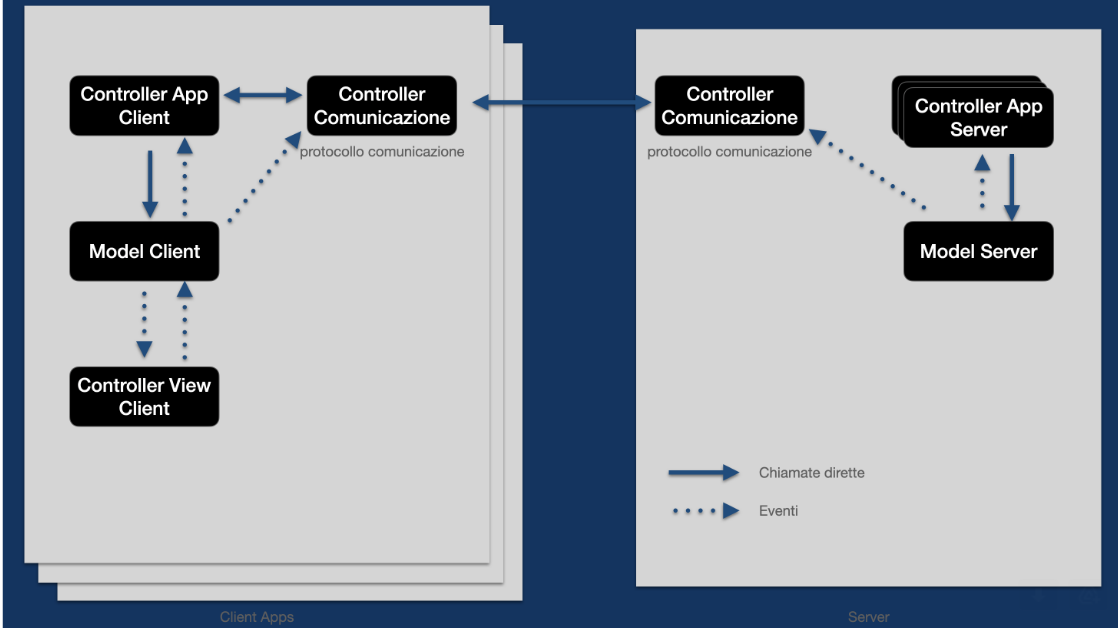 Controller App
Client
Controller
Comunicazione
protocollo comunicazione
Model Client
Controller View
Client
Client Apps
Controller
Comunicazione
protocollo comunicazione
Controller App
Server
Model Server
Chiamate dirette
Eventi
Server